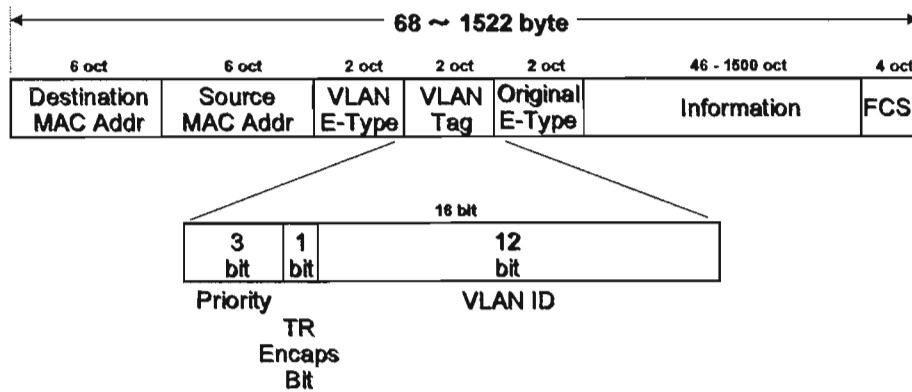 68 ~ 1522 byte
6 oct 6 oct 2 oct 2 oct 2 oct 46 - 1500 oct 4 oct
Destination Source VLAN VLAN Original Information FCS
MAC Addr MAC Addr E-Type Tag E-Type
16 bit
3 1 12
bit bit bit
Priority VLAN ID
TR
Encaps
Bit